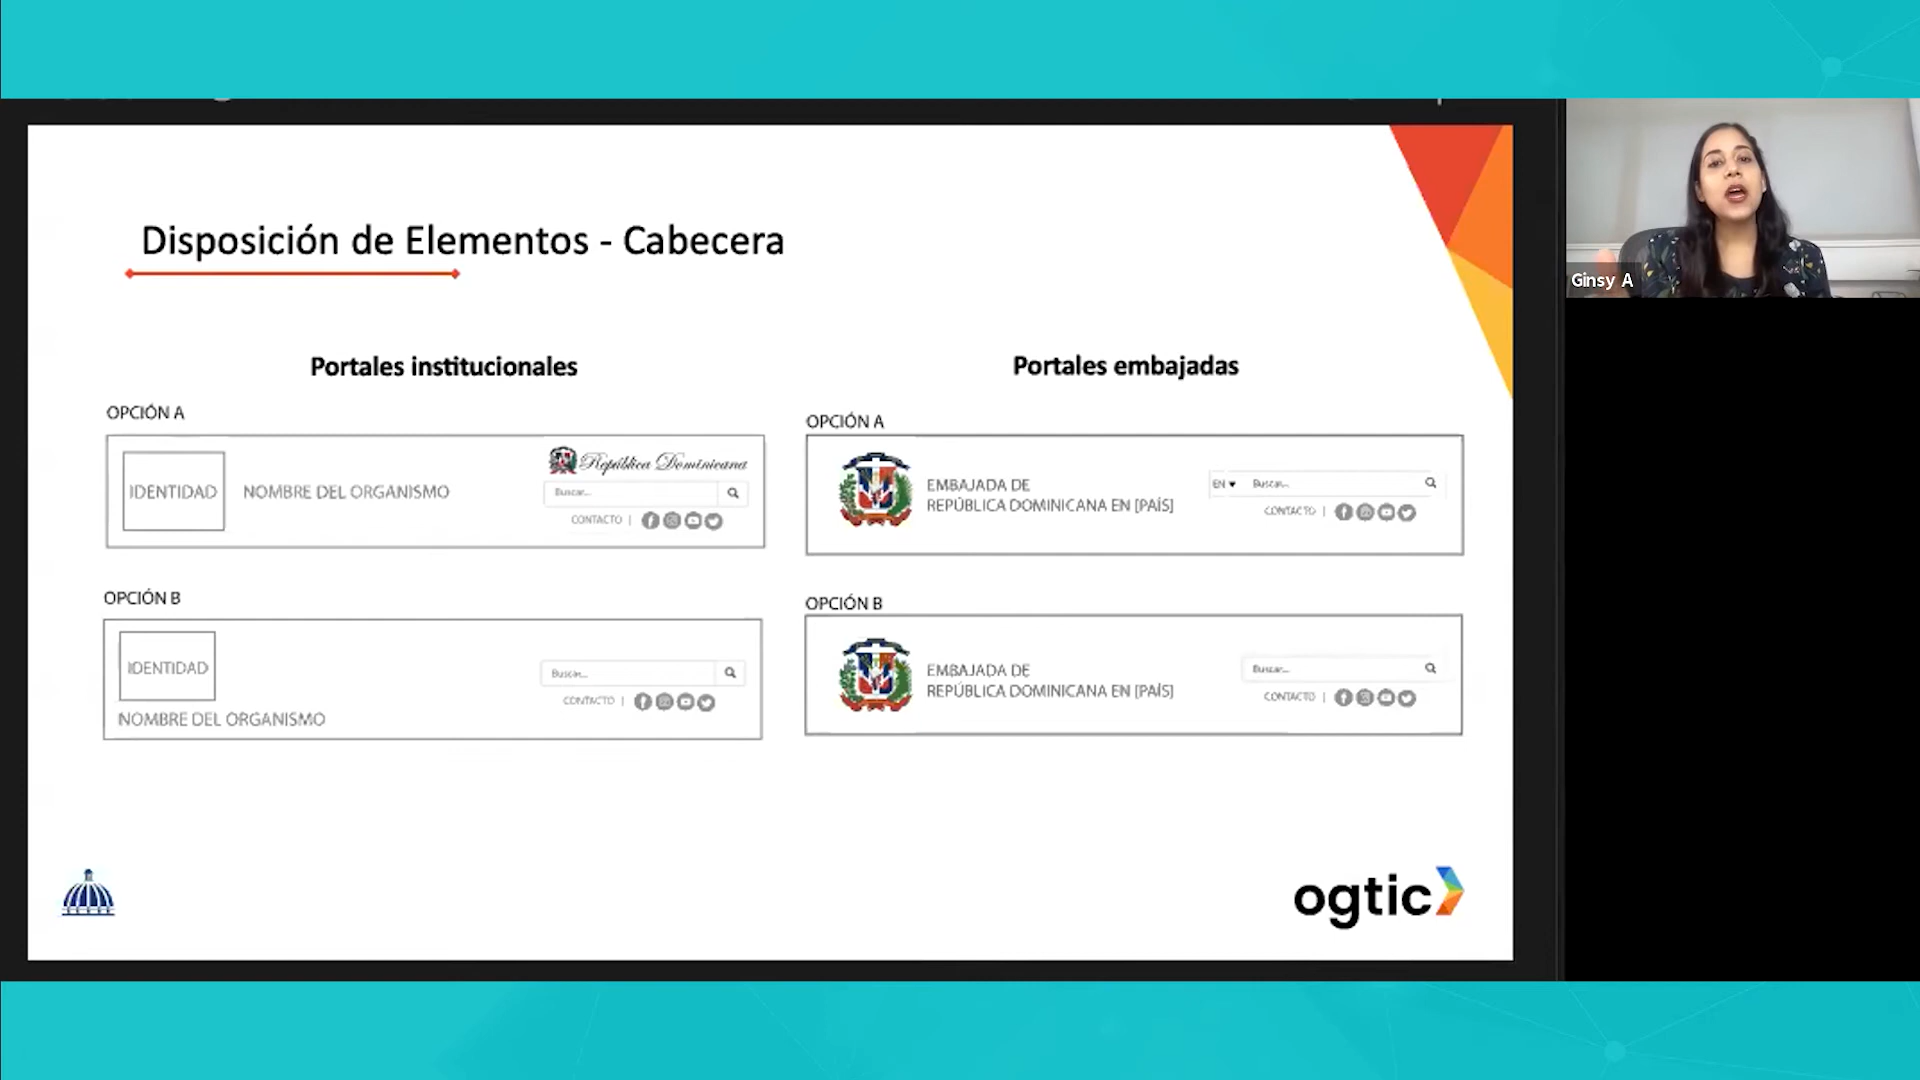 Disposición de Elementos - Cabecera
Portales institucionales
OPCIÓN A
IDENTIDAD
NOMBRE DEL ORGANISMO
República Dominicana
Buscar...
CONTACTO |
OPCIÓN B
IDENTIDAD
NOMBRE DEL ORGANISMO
Buscar...
CONTACTO |
Portales embajadas
OPCIÓN A
EMBAJADA DE
REPÚBLICA DOMINICANA EN [PAÍS]
EN
Buscar...
CONTACTO |
OPCIÓN B
EMBAJADA DE
REPÚBLICA DOMINICANA EN [PAÍS]
Buscar...
CONTACTO |
ogtic
Ginsy A